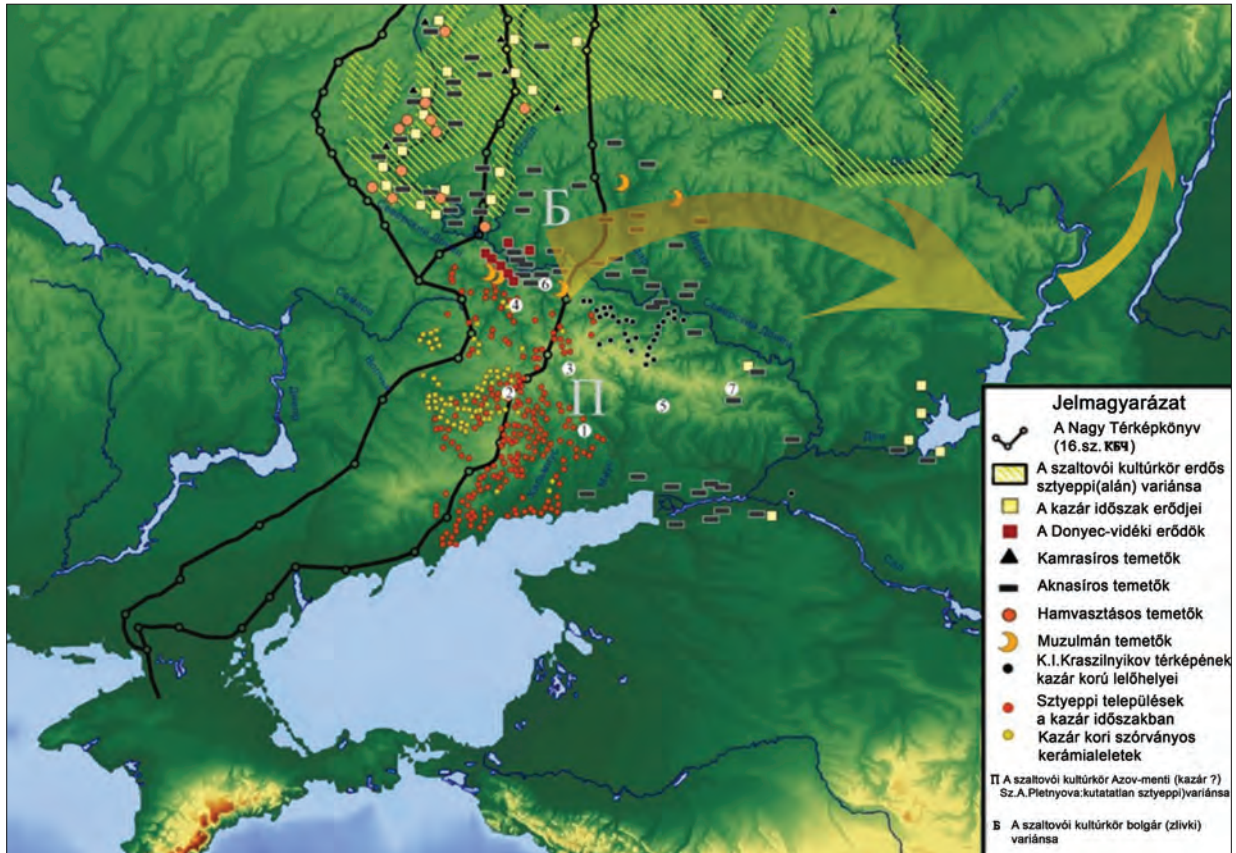 Б
6
4
3
2
П
1
5
7
Дон
Сал
Jelmagyarázat
A Nagy Térképkönyv
(16.sz. КБЧ)
A szaltovói kultúrkör erdős
sztyeppi(alán) variánsa
A kazár időszak erődjei
A Donyec-vidéki erődök
Kamrasíros temetők
Aknasíros temetők
Hamvasztásos temetők
Muzulmán temetők
K.I.Kraszilnyikov térképének
kazár korú lelőhelyei
Sztyeppi települések
a kazár időszakban
Kazár kori szórványos
kerámialeletek
П A szaltovói kultúrkör Azov-menti (kazár ?)
Sz.A.Pletnyova:kutatatlan sztyeppi)variánsa
Б A szaltovói kultúrkör bolgár (zlivki)
variánsa